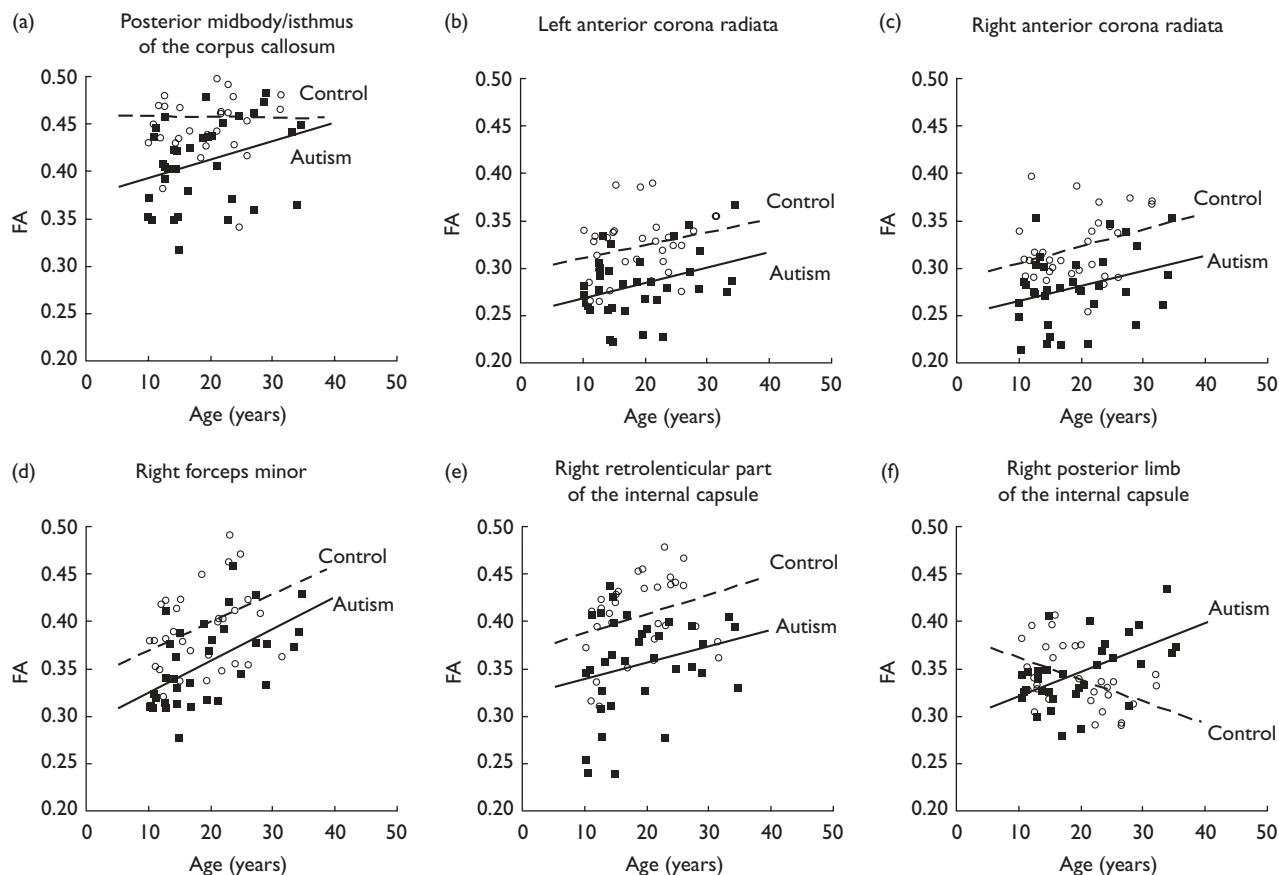 (a)
Posterior midbody/isthmus
of the corpus callosum
FA
0.50
0.45
0.40
0.35
0.30
0.25
0.20
Control
Autism
0
10
20
30
40
50
Age (years)
(b)
Left anterior corona radiata
FA
0.50
0.45
0.40
0.35
0.30
0.25
0.20
Control
Autism
0
10
20
30
40
50
Age (years)
(c)
Right anterior corona radiata
FA
0.50
0.45
0.40
0.35
0.30
0.25
0.20
Control
Autism
0
10
20
30
40
50
Age (years)
(d)
Right forceps minor
FA
0.50
0.45
0.40
0.35
0.30
0.25
0.20
Control
Autism
0
10
20
30
40
50
Age (years)
(e)
Right retrolenticular part
of the internal capsule
FA
0.50
0.45
0.40
0.35
0.30
0.25
0.20
Control
Autism
0
10
20
30
40
50
Age (years)
(f)
Right posterior limb
of the internal capsule
FA
0.50
0.45
0.40
0.35
0.30
0.25
0.20
Autism
Control
0
10
20
30
40
50
Age (years)